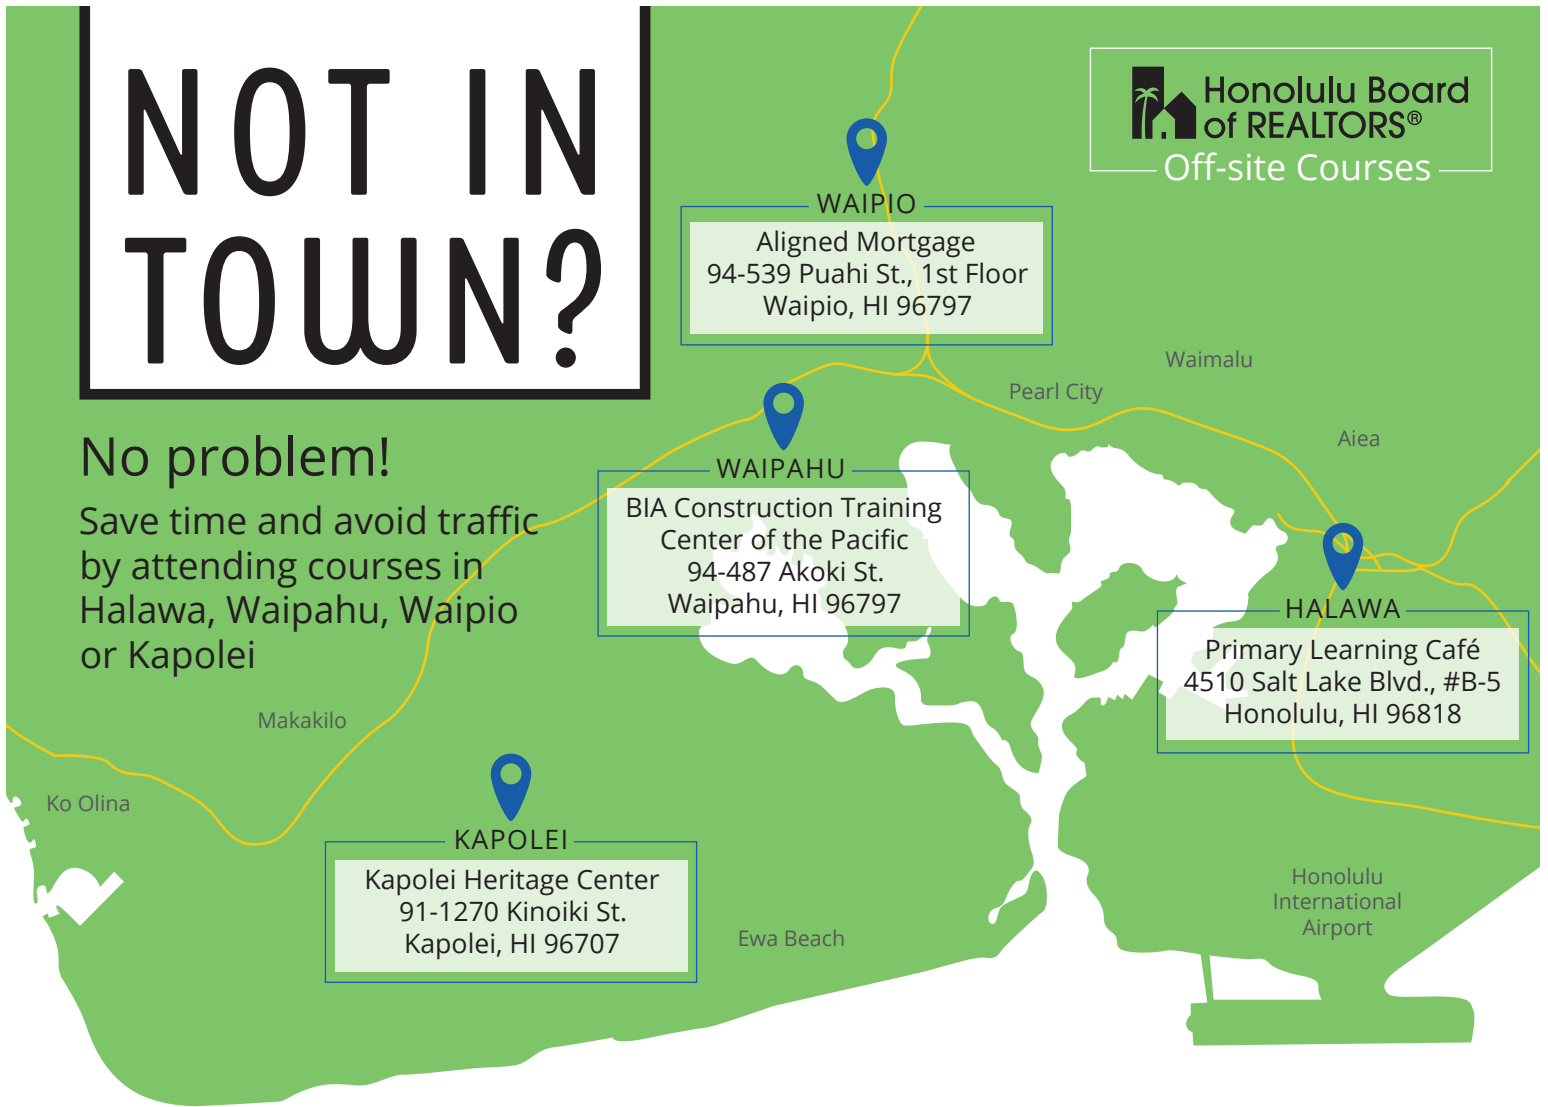 NOT IN
TOWN?
No problem!
Save time and avoid traffic
by attending courses in
Halawa, Waipahu, Waipio
or Kapolei
Honolulu Board
of REALTORS®
Off-site Courses
WAIPIO
Aligned Mortgage
94-539 Puahi St., 1st Floor
Waipio, HI 96797
Waimalu
Pearl City
Aiea
WAIPAHU
BIA Construction Training
Center of the Pacific
94-487 Akoki St.
Waipahu, HI 96797
HALAWA
Primary Learning Café
4510 Salt Lake Blvd., #B-5
Honolulu, HI 96818
Makakilo
Ko Olina
KAPOLEI
Kapolei Heritage Center
91-1270 Kinoiki St.
Kapolei, HI 96707
Ewa Beach
Honolulu
International
Airport